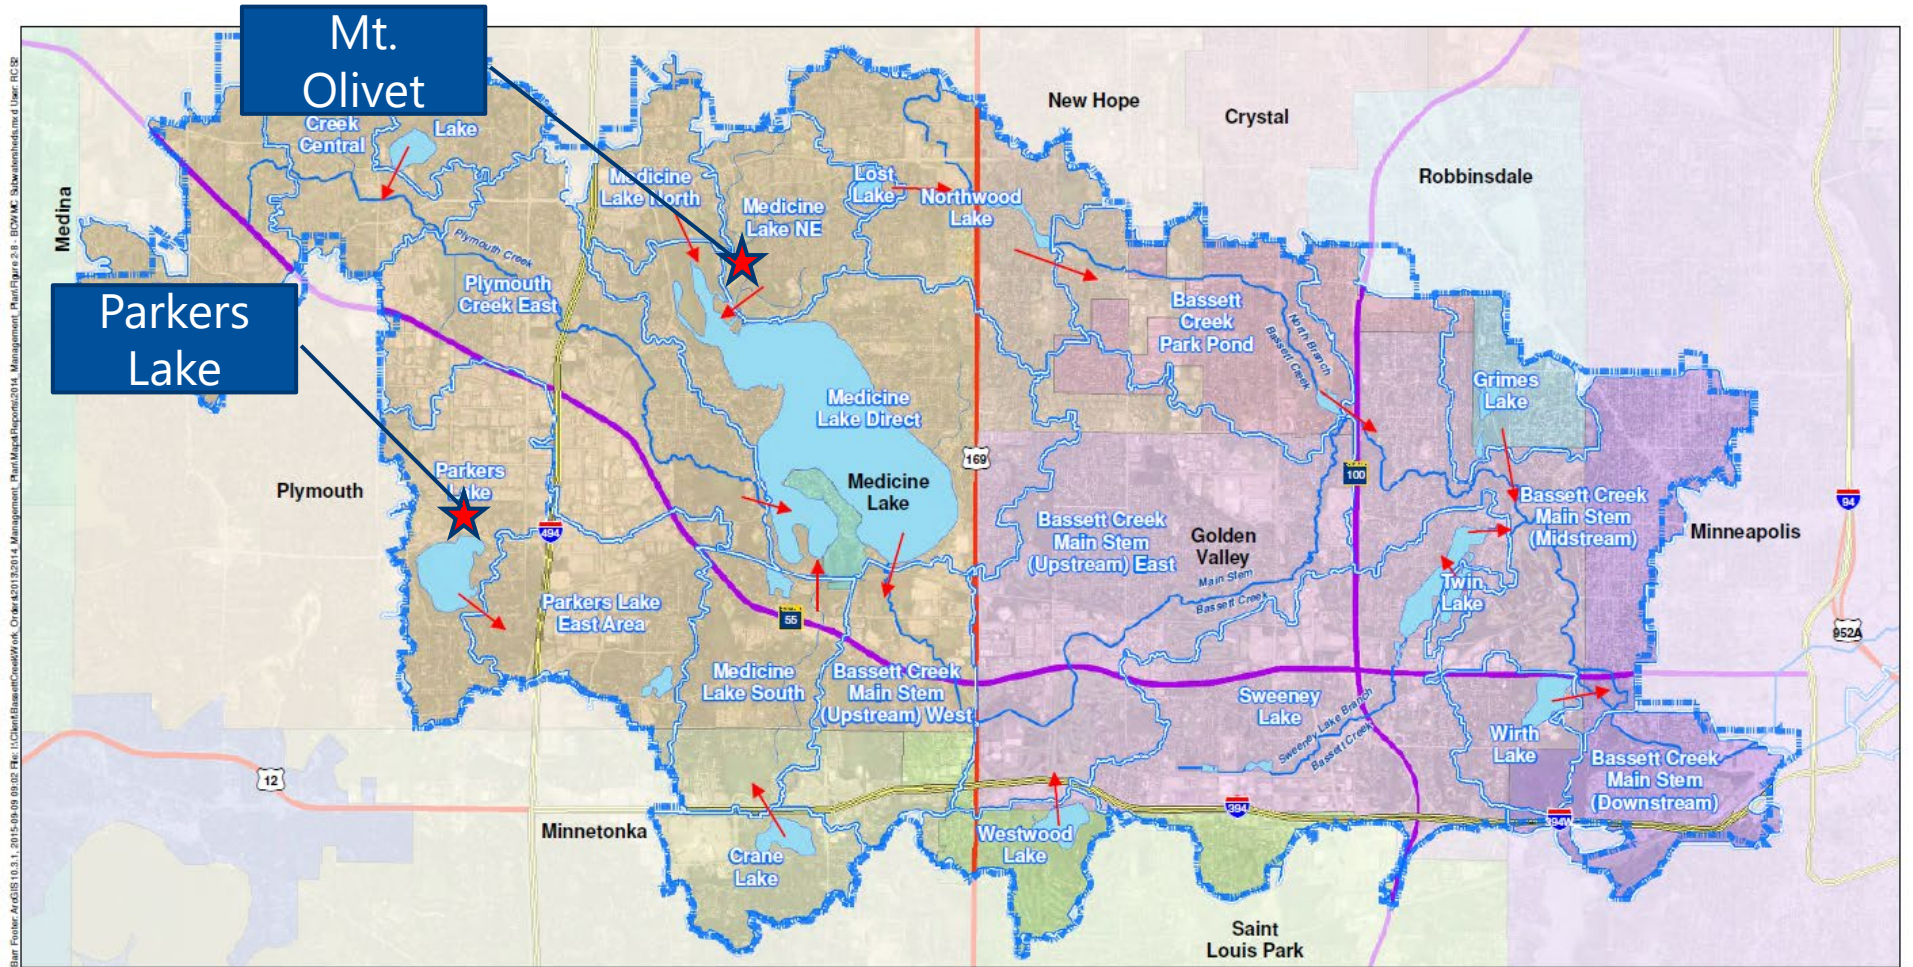 Mt.
Olivet
Parkers
Lake
New Hope
Crystal
Robbinsdale
Medina
Creek
Central
Lake
Medicine
Lake North
Medicine
Lake NE
Lost
Lake
Northwood
Lake
Plymouth Creek
Plymouth
Creek East
Bassett
Creek
Park Pond
North Branch
Bassett Creek
Grimes
Lake
Medicine
Lake Direct
Medicine
Lake
169
100
94
Parkers
Lake
Plymouth
494
Bassett Creek
Main Stem
(Upstream) East
Golden
Valley
Main Stem
Bassett Creek
Bassett Creek
Main Stem
(Midstream)
Minneapolis
Twin
Lake
Parkers Lake
East Area
55
952A
Medicine
Lake South
Bassett Creek
Main Stem
(Upstream) West
Sweeney
Lake
Sweeney Lake Branch
Bassett Creek
Wirth
Lake
Bassett Creek
Main Stem
(Downstream)
12
394
394W
Minnetonka
Crane
Lake
Westwood
Lake
Saint
Louis Park